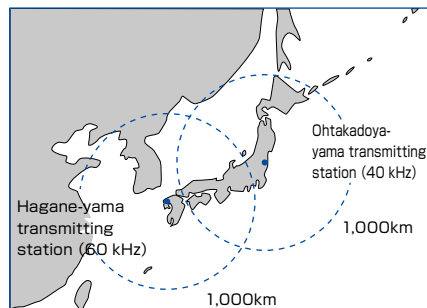 Ohtakadoya-
yama transmitting
station (40 kHz)
1,000km
Hagane-yama
transmitting
station (60 kHz)
1,000km